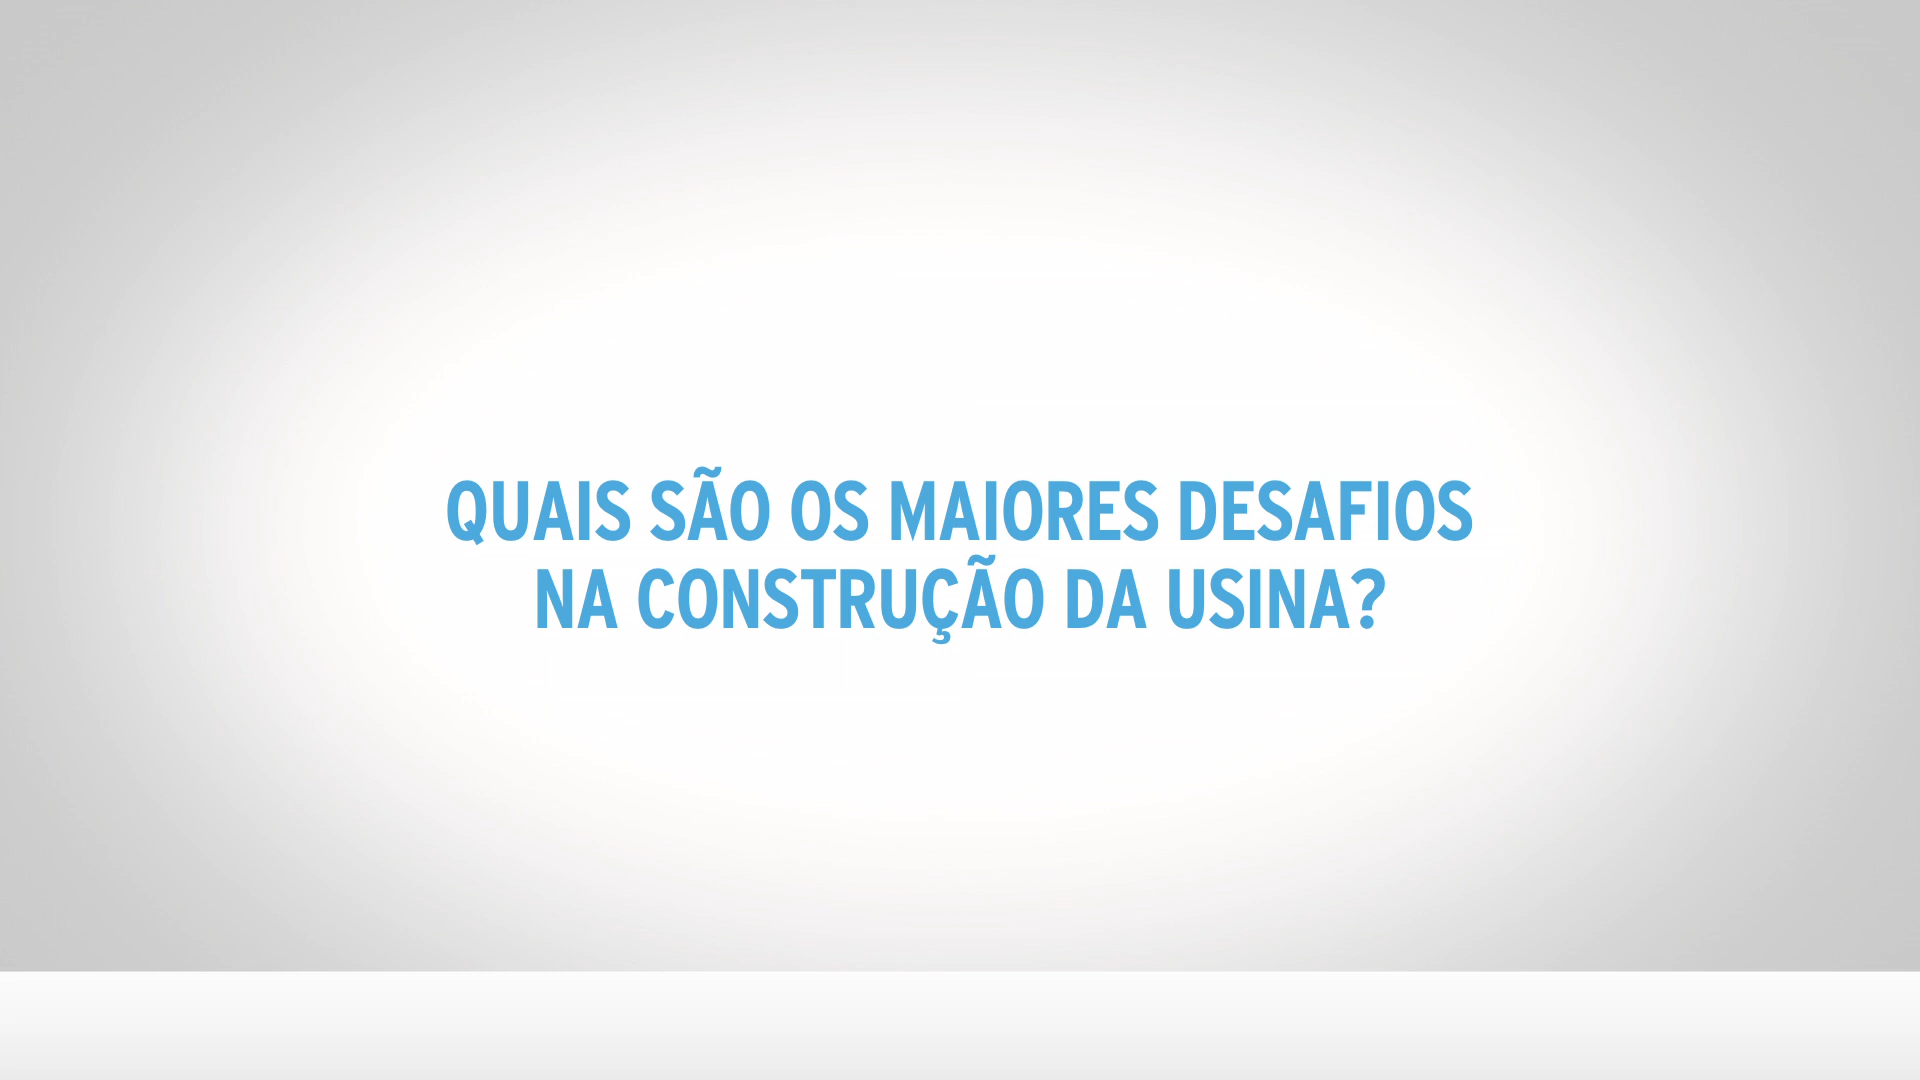 QUAIS SÃO OS MAIORES DESAFIOS
NA CONSTRUÇÃO DA USINA?